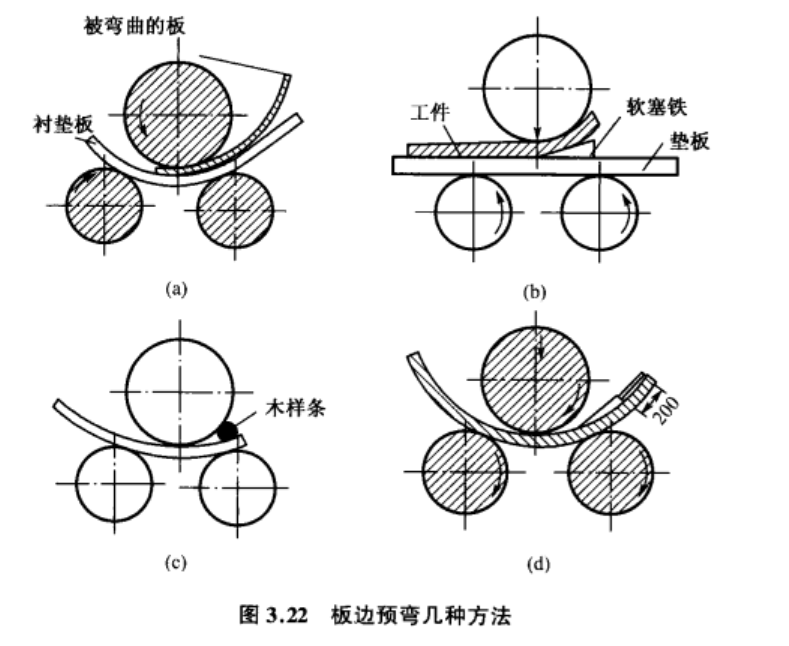 被弯曲的板
衬垫板
(a)
工件
软塞铁
垫板
(b)
木样条
(c)
200
(d)
图 3.22 板边预弯几种方法